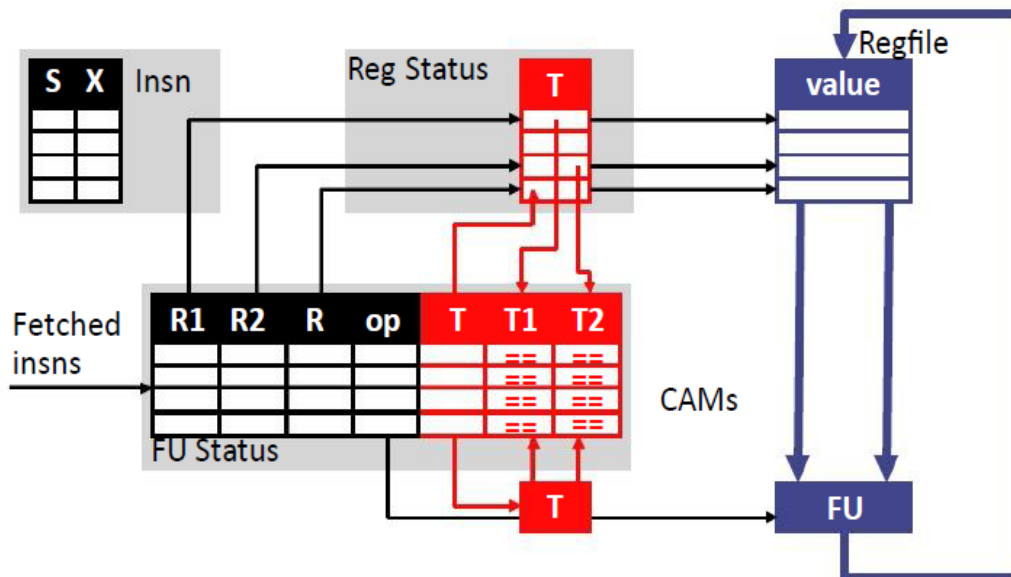 Regfile
S X Insn
Reg Status
T
value
Fetched
insns
R1 R2 R op T T1 T2
== ==
== ==
== ==
== ==
CAMs
FU Status
T
FU